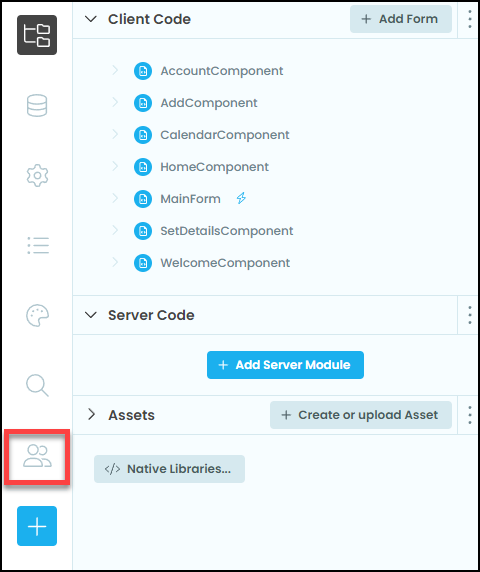 Client Code
+ Add Form
AccountComponent
AddComponent
CalendarComponent
HomeComponent
MainForm
SetDetailsComponent
WelcomeComponent
Server Code
+ Add Server Module
Assets
+ Create or upload Asset
</> Native Libraries...